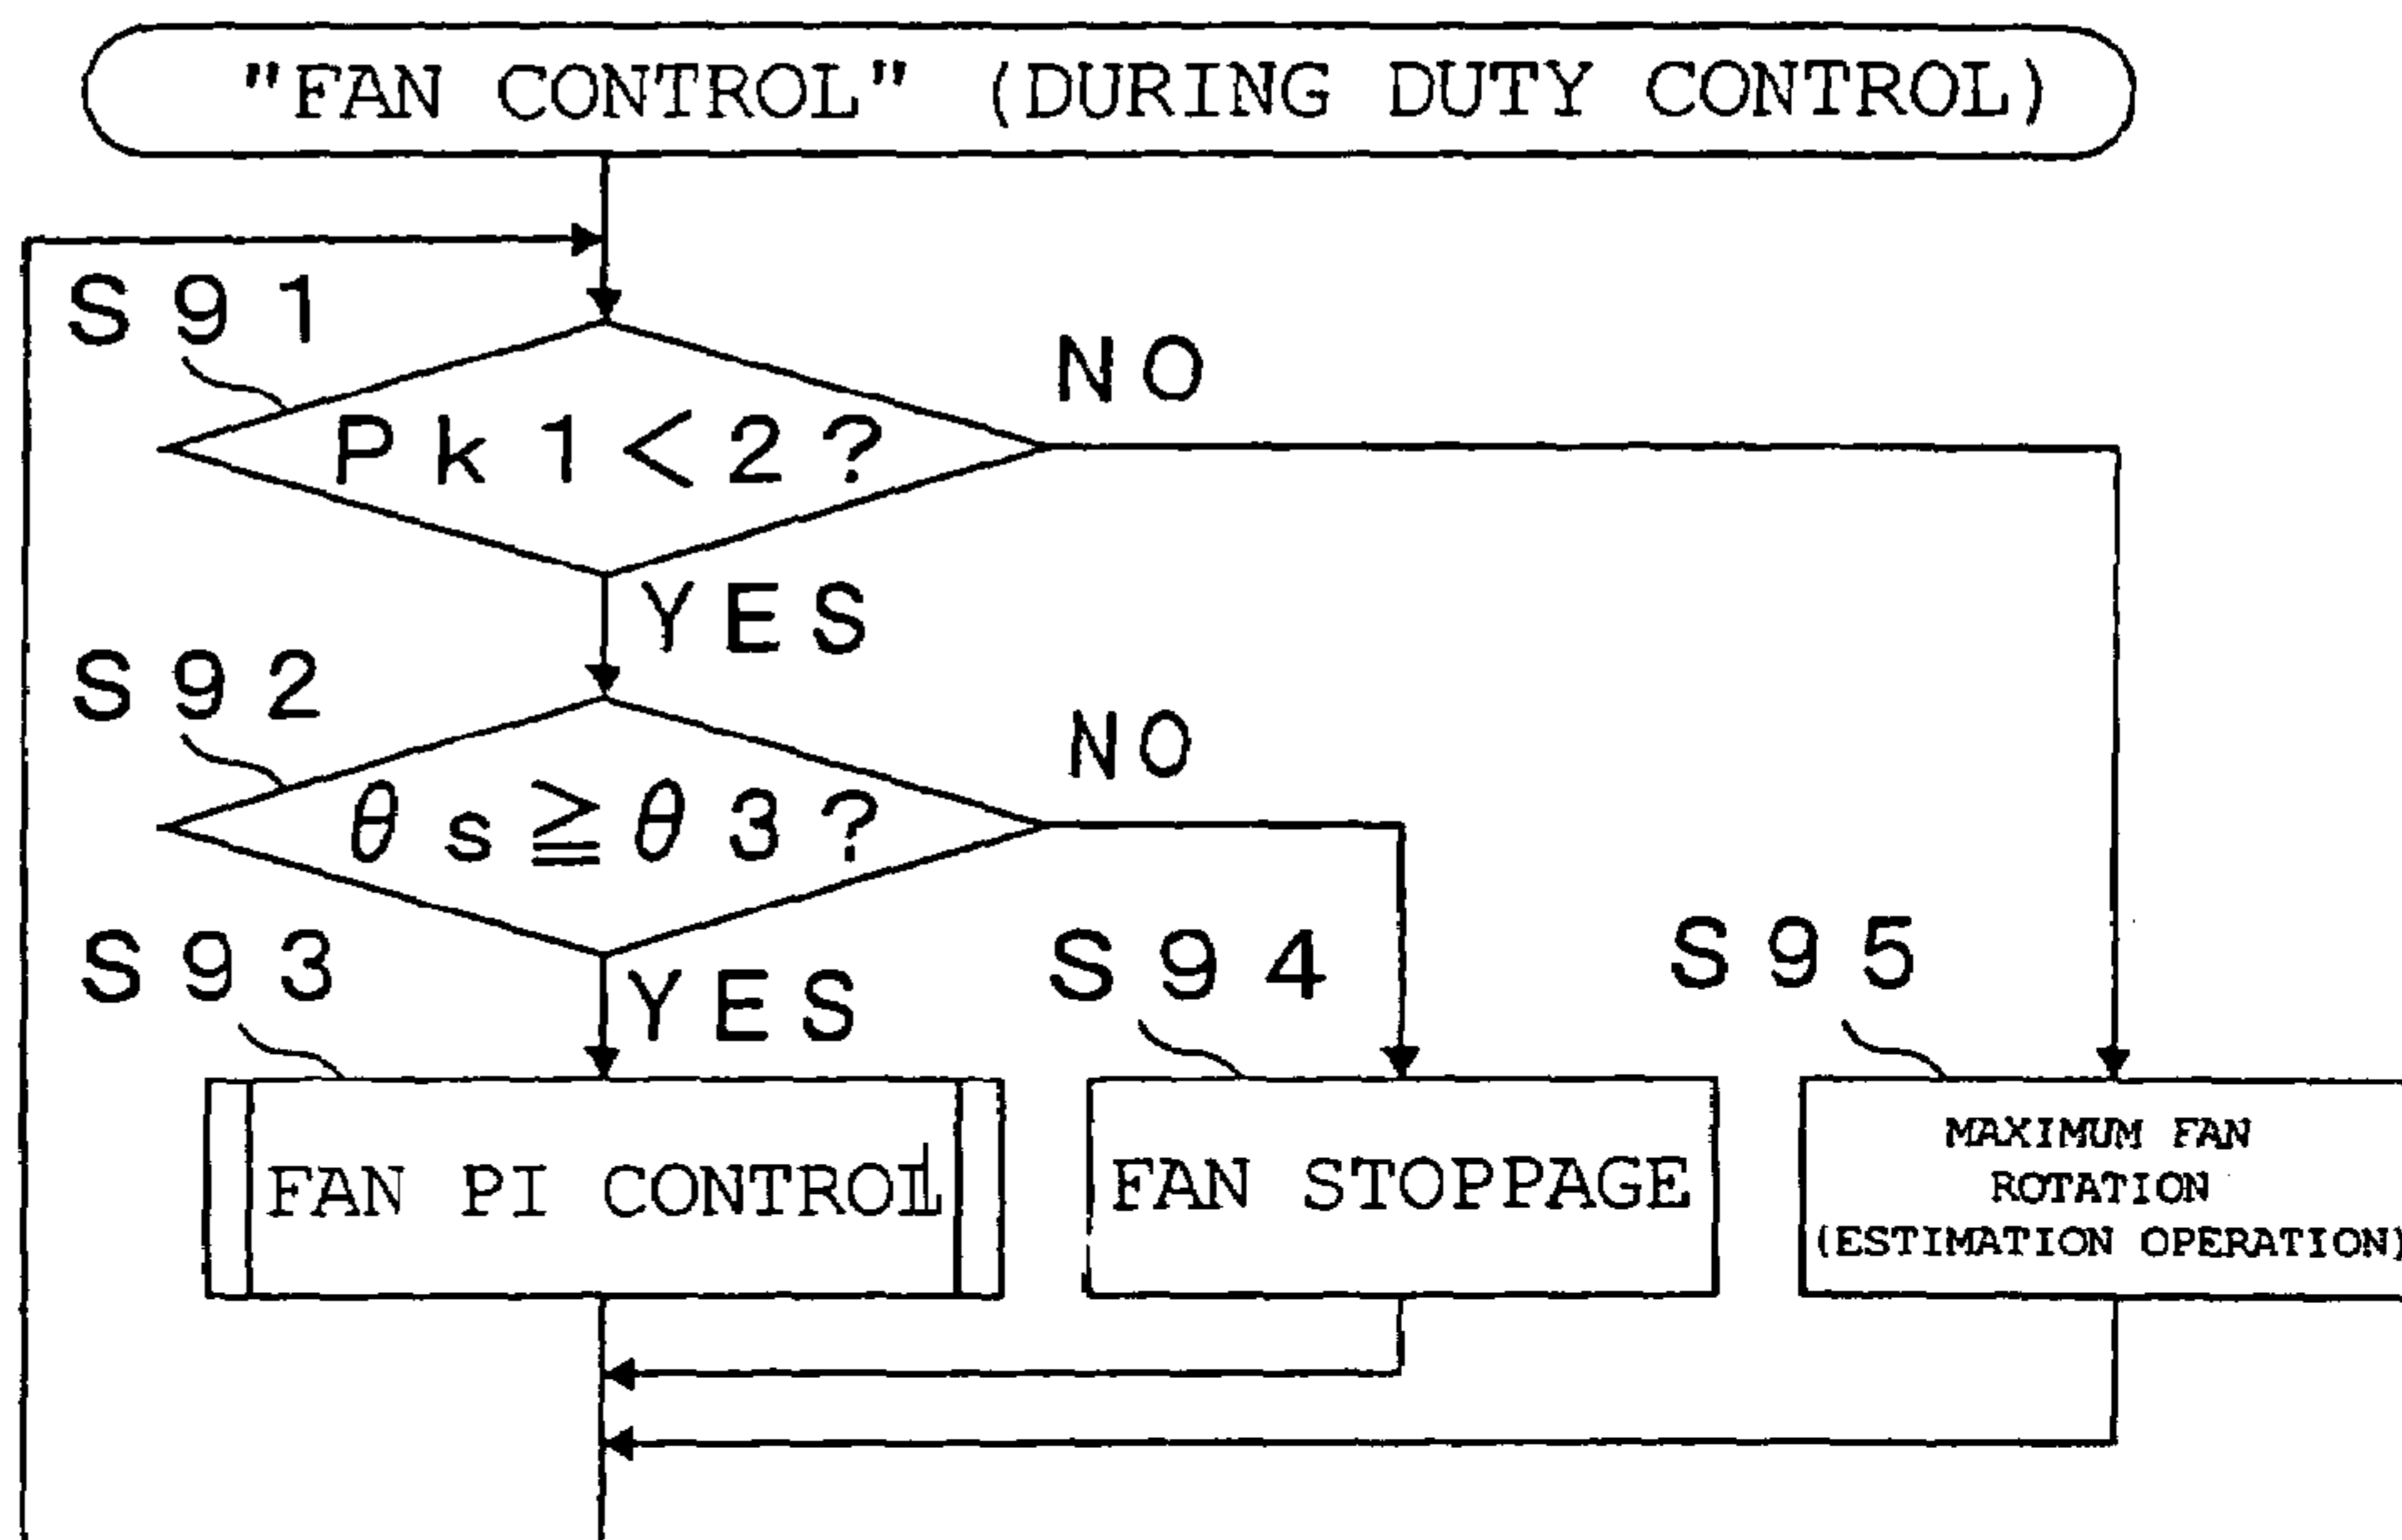 "FAN CONTROL" (DURING DUTY CONTROL)
S91
NO
Pk1<2?
YES
S92
NO
θs≧θ3?
S93
YES
S94
S95
FAN PI CONTROL
FAN STOPPAGE
MAXIMUM FAN
ROTATION
(ESTIMATION OPERATION)